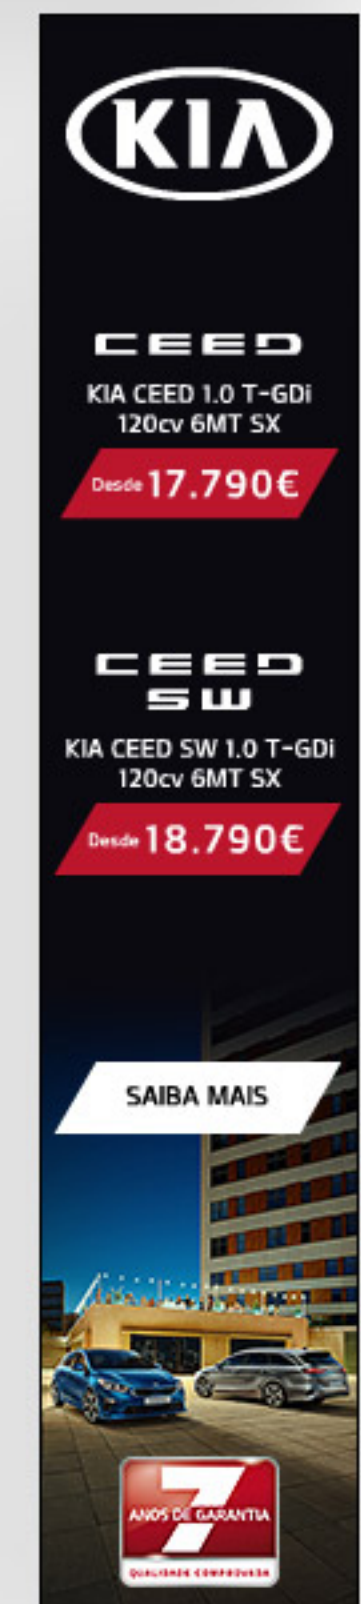 KIA
CEED
KIA CEED 1.0 T-GDi
120cv 6MT SX
Desde 17.790€
CEED
SW
KIA CEED SW 1.0 T-GDi
120cv 6MT SX
Desde 18.790€
SAIBA MAIS
7
ANOS DE GARANTIA
QUALIDADE COMPROVADA